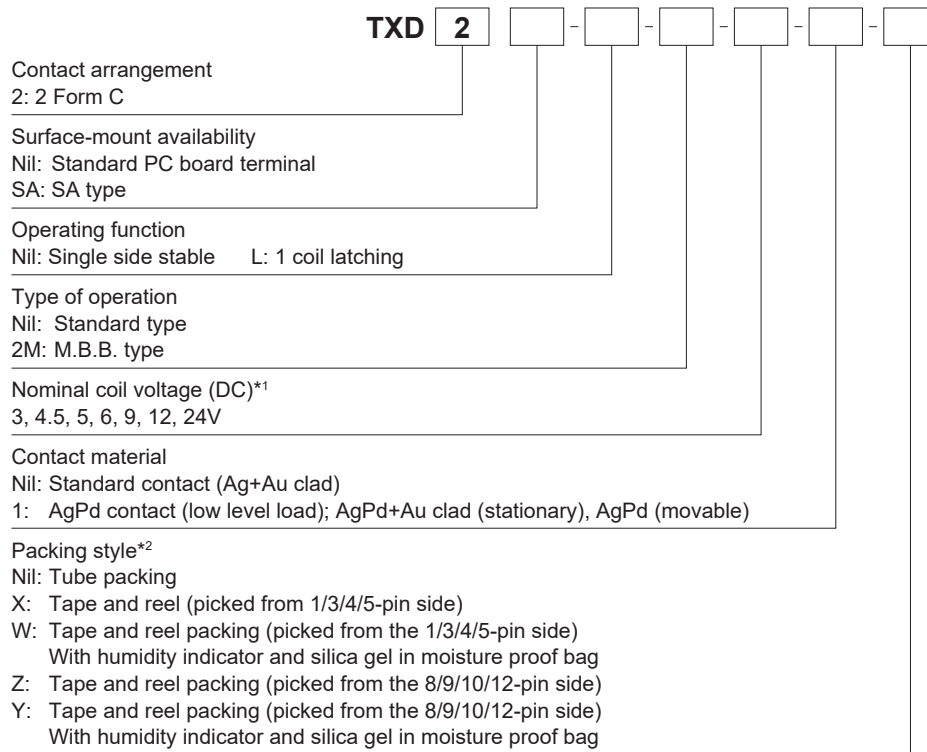 TXD 2 - - - - -
Contact arrangement
2: 2 Form C
Surface-mount availability
Nil: Standard PC board terminal
SA: SA type
Operating function
Nil: Single side stable L: 1 coil latching
Type of operation
Nil: Standard type
2M: M.B.B. type
Nominal coil voltage (DC)*1
3, 4.5, 5, 6, 9, 12, 24V
Contact material
Nil: Standard contact (Ag+Au clad)
1: AgPd contact (low level load); AgPd+Au clad (stationary), AgPd (movable)
Packing style*2
Nil: Tube packing
X: Tape and reel (picked from 1/3/4/5-pin side)
W: Tape and reel packing (picked from the 1/3/4/5-pin side)
With humidity indicator and silica gel in moisture proof bag
Z: Tape and reel packing (picked from the 8/9/10/12-pin side)
Y: Tape and reel packing (picked from the 8/9/10/12-pin side)
With humidity indicator and silica gel in moisture proof bag